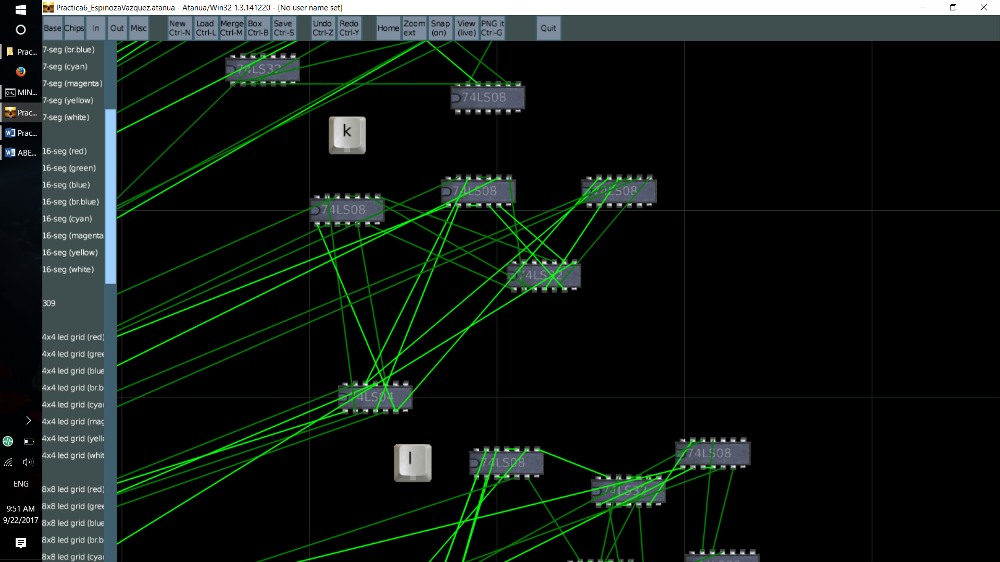 Practica6_EspinozaVazquez.atanua - Atanua/Win32 1.3.141220 - [No user name set]
Base Chips In Out Misc New Ctrl-N Load Ctrl-L Merge Ctrl-M Box Ctrl-B Save Ctrl-S Undo Ctrl-Z Redo Ctrl-Y Home Zoom ext Snap (on) View (live) PNG it Ctrl-G Quit
Prac...
MIN...
Prac...
Prac...
ABE...
ENG
9:51 AM
9/22/2017
7-seg (br.blue)
7-seg (cyan)
7-seg (magenta)
7-seg (yellow)
7-seg (white)
16-seg (red)
16-seg (green)
16-seg (blue)
16-seg (br.blue)
16-seg (cyan)
16-seg (magenta
16-seg (yellow)
16-seg (white)
309
4x4 led grid (red)
4x4 led grid (gree
4x4 led grid (blue
4x4 led grid (br.b
4x4 led grid (cyar
4x4 led grid (mag
4x4 led grid (yell
4x4 led grid (whit
8x8 led grid (red)
8x8 led grid (gree
8x8 led grid (blue
8x8 led grid (br.b
8x8 led grid (cyar
74LS32
74LS08
k
74LS08
74LS08
74LS08
74LS32
74LS04
l
74LS08
74LS08
74LS32